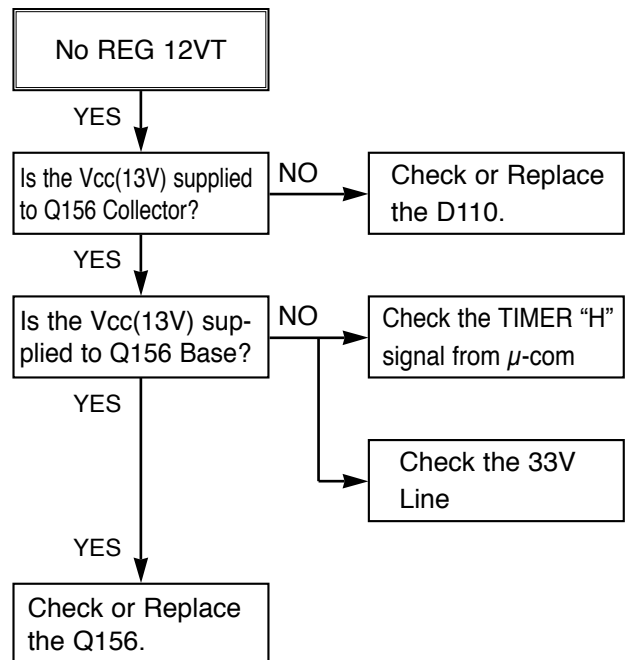 No REG 12VT
YES
Is the Vcc(13V) supplied
to Q156 Collector?
NO
Check or Replace
the D110.
YES
Is the Vcc(13V) sup-
plied to Q156 Base?
NO
Check the TIMER “H”
signal from µ-com
YES
Check the 33V
Line
YES
Check or Replace
the Q156.